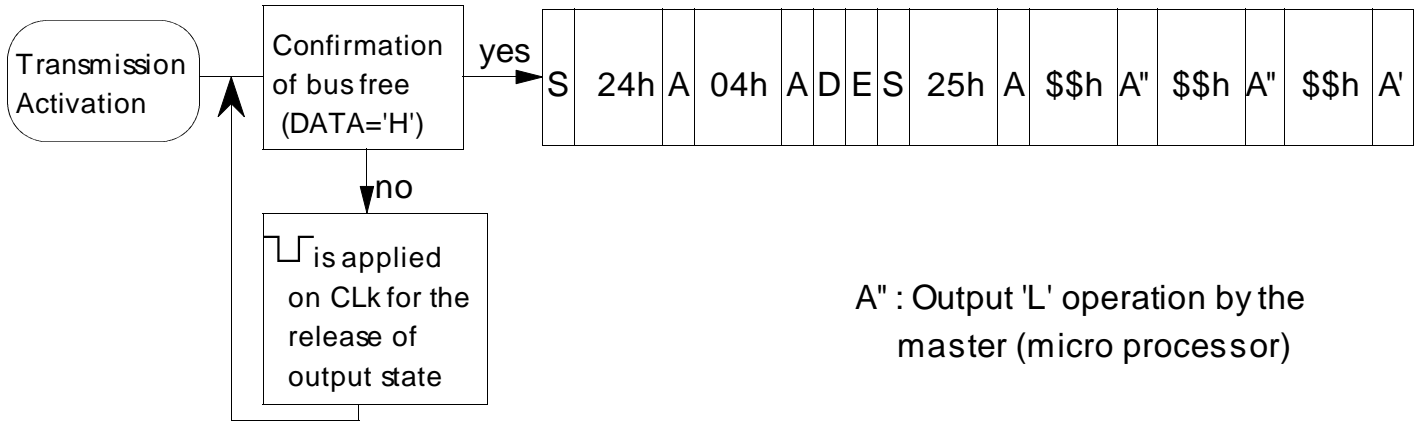 Transmission
Activation
Confirmation
of bus free
(DATA='H')
yes
S 24h A 04h A D E S 25h A $$h A" $$h A" $$h A'
no
is applied
on CLk for the
release of
output state
A" : Output 'L' operation by the
master (micro processor)